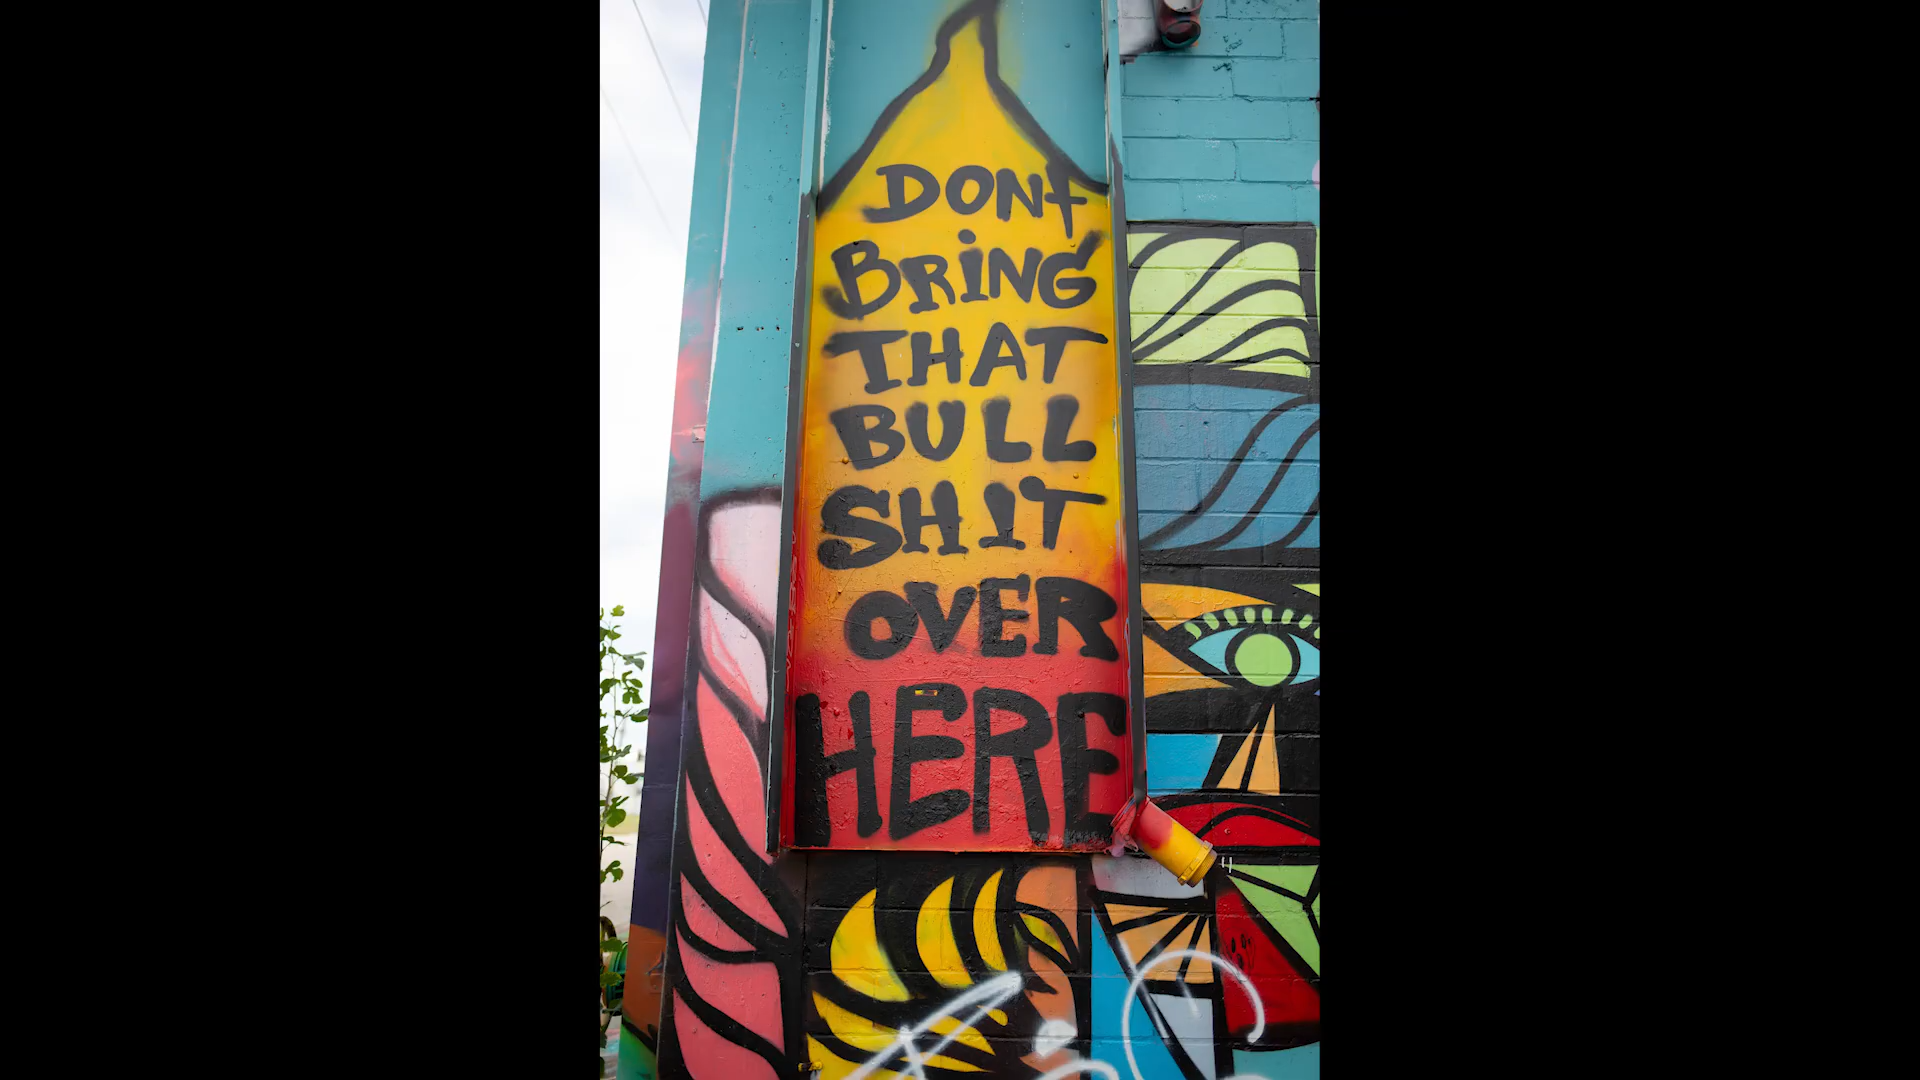 DONT
BRiNG
THAT
BULL
SHIT
OVER
HERE